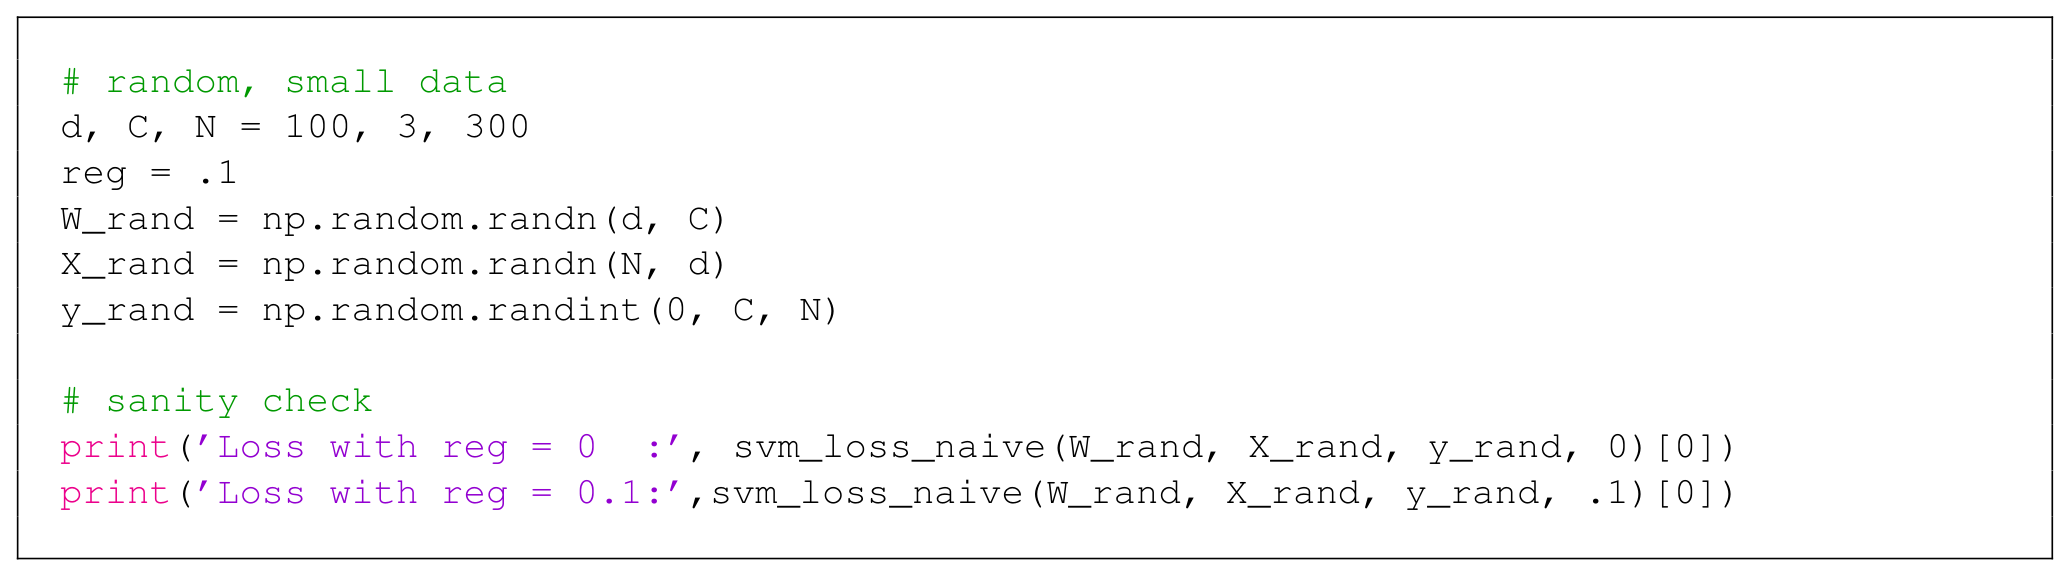 # random, small data
d, C, N = 100, 3, 300
reg = .1
W_rand = np.random.randn(d, C)
X_rand = np.random.randn(N, d)
y_rand = np.random.randint(0, C, N)
# sanity check
print(’Loss with reg = 0  :’, svm_loss_naive(W_rand, X_rand, y_rand, 0)[0])
print(’Loss with reg = 0.1:’,svm_loss_naive(W_rand, X_rand, y_rand, .1)[0])